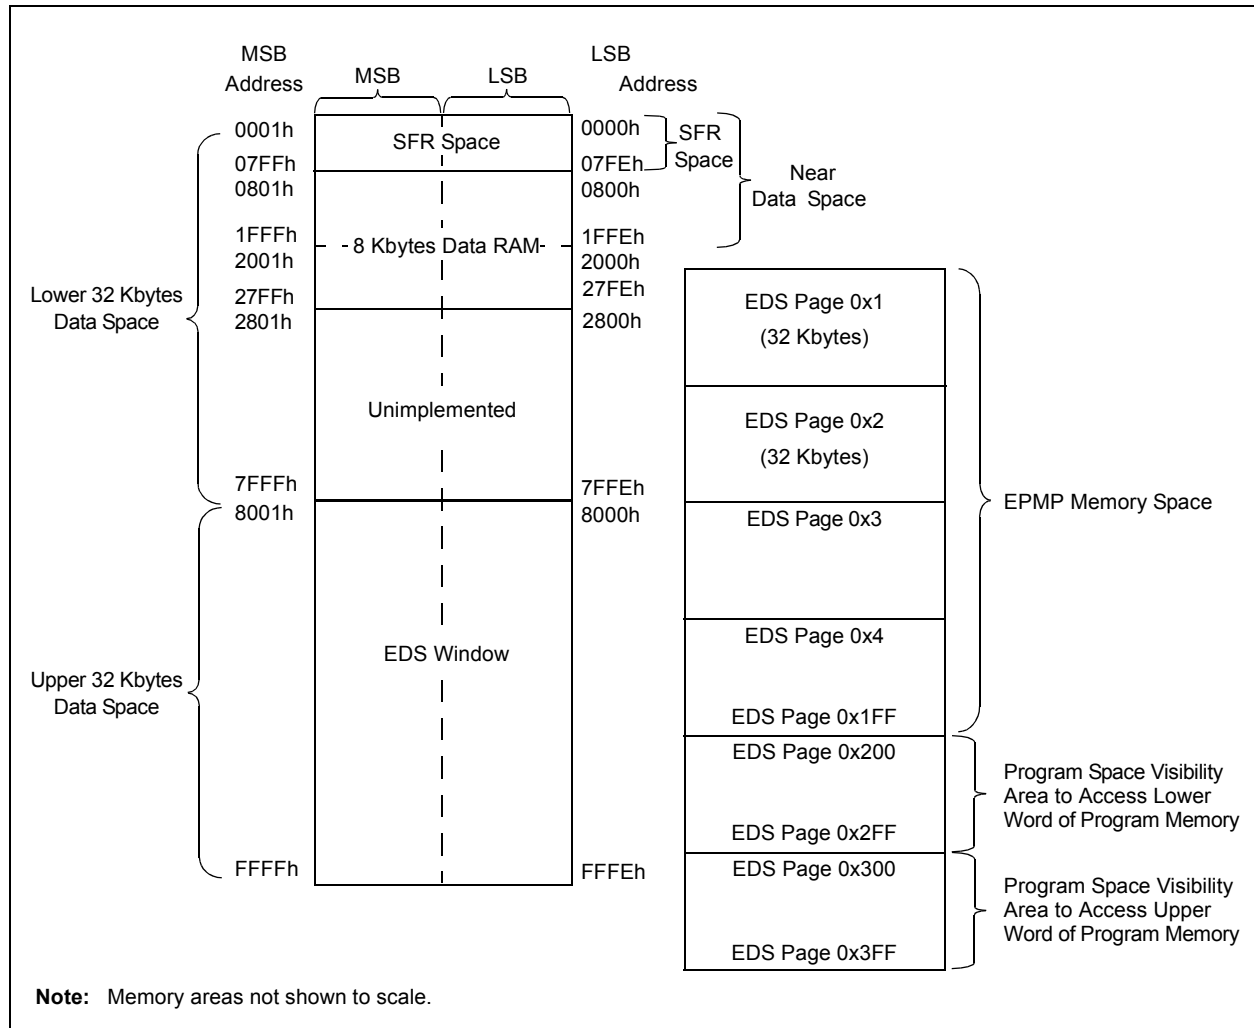 MSB
Address
LSB
Address
MSB
LSB
0001h
07FFh
0801h
1FFFh
2001h
27FFh
2801h
7FFFh
8001h
FFFFh
Lower 32 Kbytes
Data Space
Upper 32 Kbytes
Data Space
SFR Space
8 Kbytes Data RAM
Unimplemented
EDS Window
0000h
07FEh
0800h
1FFEh
2000h
27FEh
2800h
7FFEh
8000h
FFFEh
SFR
Space
Near
Data Space
EDS Page 0x1
(32 Kbytes)
EDS Page 0x2
(32 Kbytes)
EDS Page 0x3
EDS Page 0x4
EDS Page 0x1FF
EDS Page 0x200
EDS Page 0x2FF
EDS Page 0x300
EDS Page 0x3FF
EPMP Memory Space
Program Space Visibility
Area to Access Lower
Word of Program Memory
Program Space Visibility
Area to Access Upper
Word of Program Memory
Note: Memory areas not shown to scale.